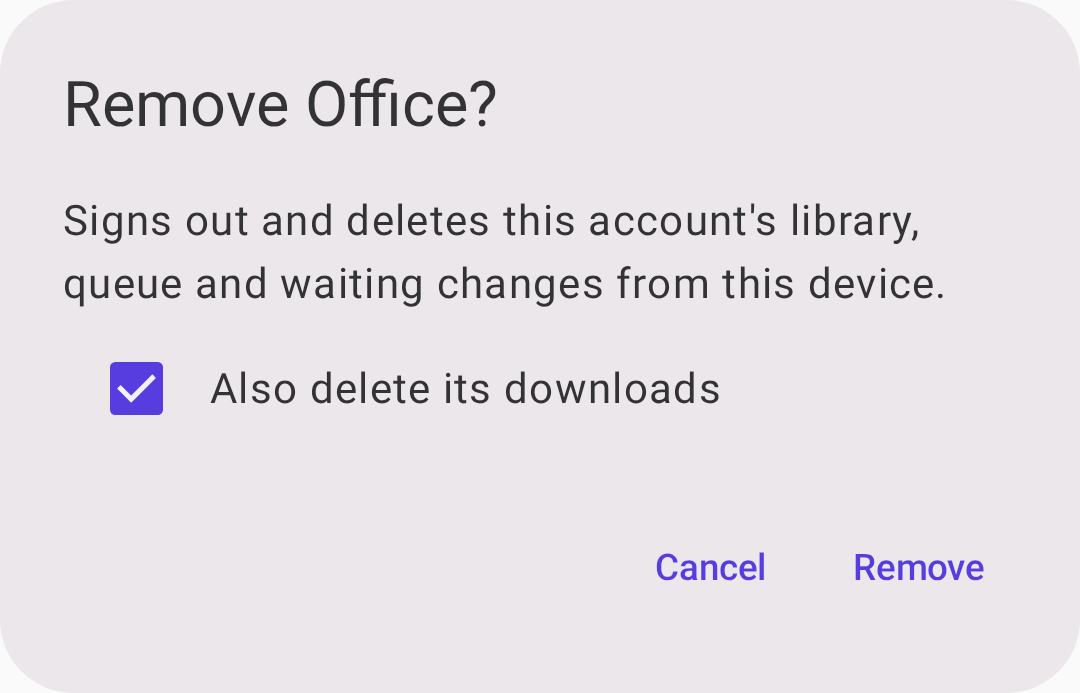 Remove Office?
Signs out and deletes this account's library,
queue and waiting changes from this device.
Also delete its downloads
Cancel Remove